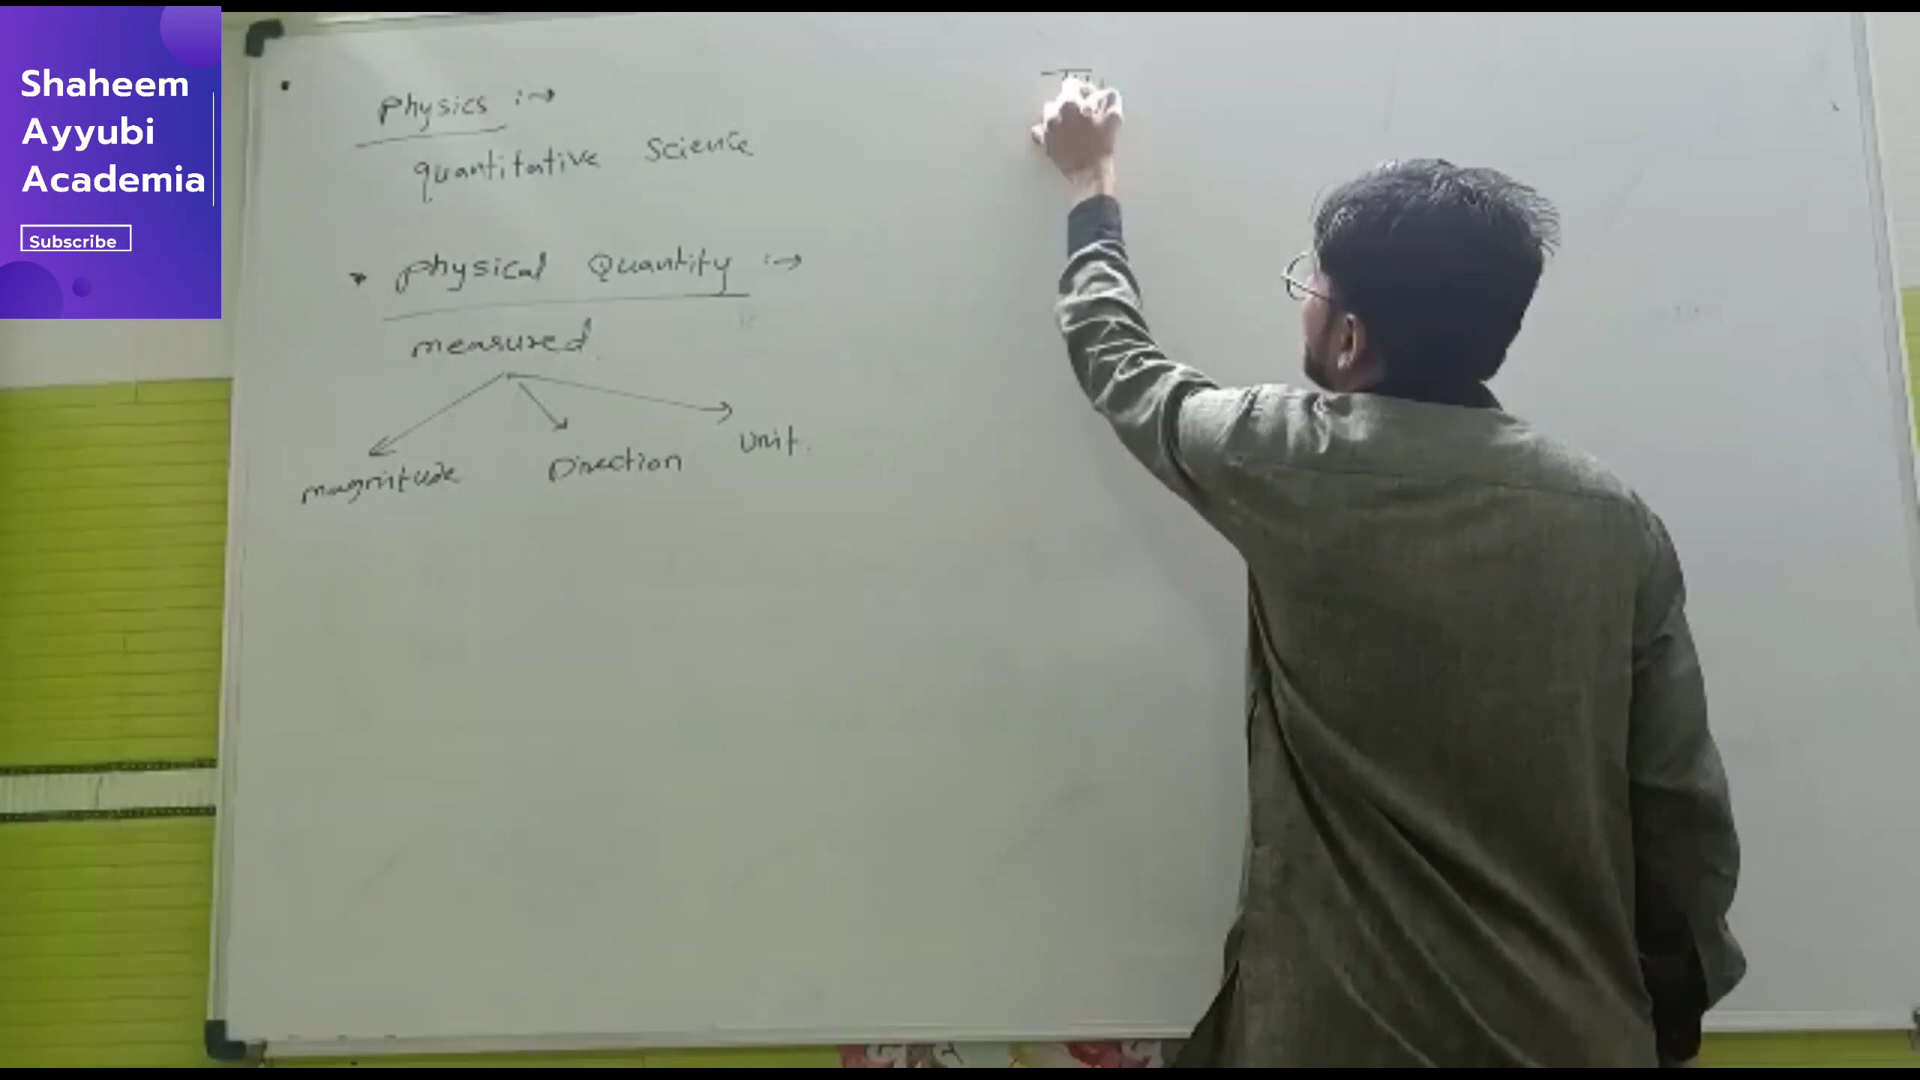 Shaheem
Ayyubi
Academia
Subscribe
Physics :→
quantitative Science
Physical Quantity :→
measured.
magnitude Direction Unit.